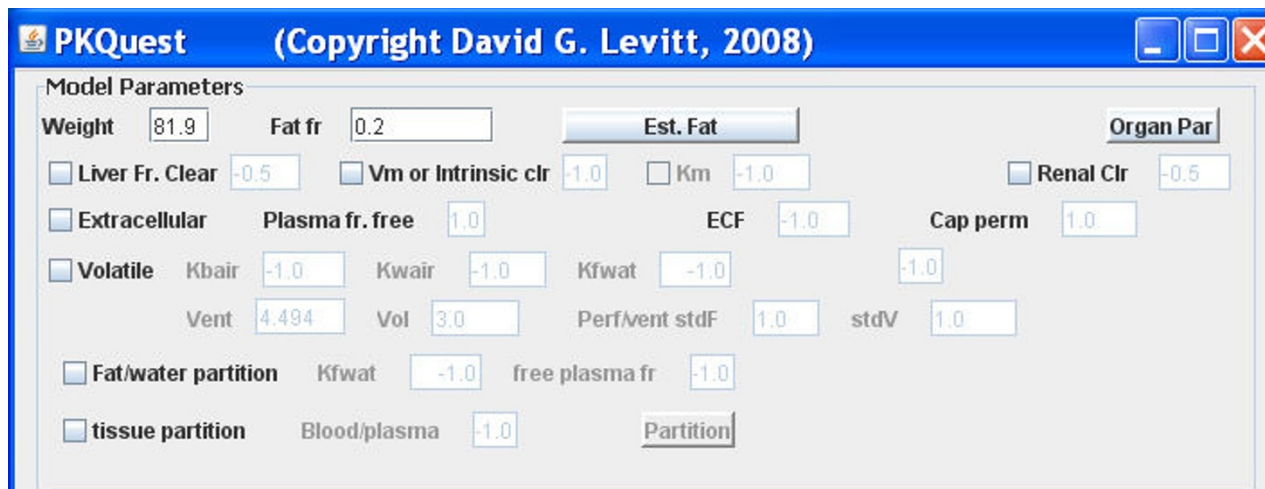 PKQuest (Copyright David G. Levitt, 2008)
Model Parameters
Weight 81.9 Fat fr 0.2 Est. Fat Organ Par
Liver Fr. Clear -0.5 Vm or Intrinsic clr -1.0 Km -1.0 Renal Clr -0.5
Extracellular Plasma fr. free 1.0 ECF -1.0 Cap perm 1.0
Volatile Kbair -1.0 Kwair -1.0 Kfwat -1.0 -1.0
Vent 4.494 Vol 3.0 Perf/vent stdF 1.0 stdV 1.0
Fat/water partition Kfwat -1.0 free plasma fr -1.0
tissue partition Blood/plasma -1.0 Partition